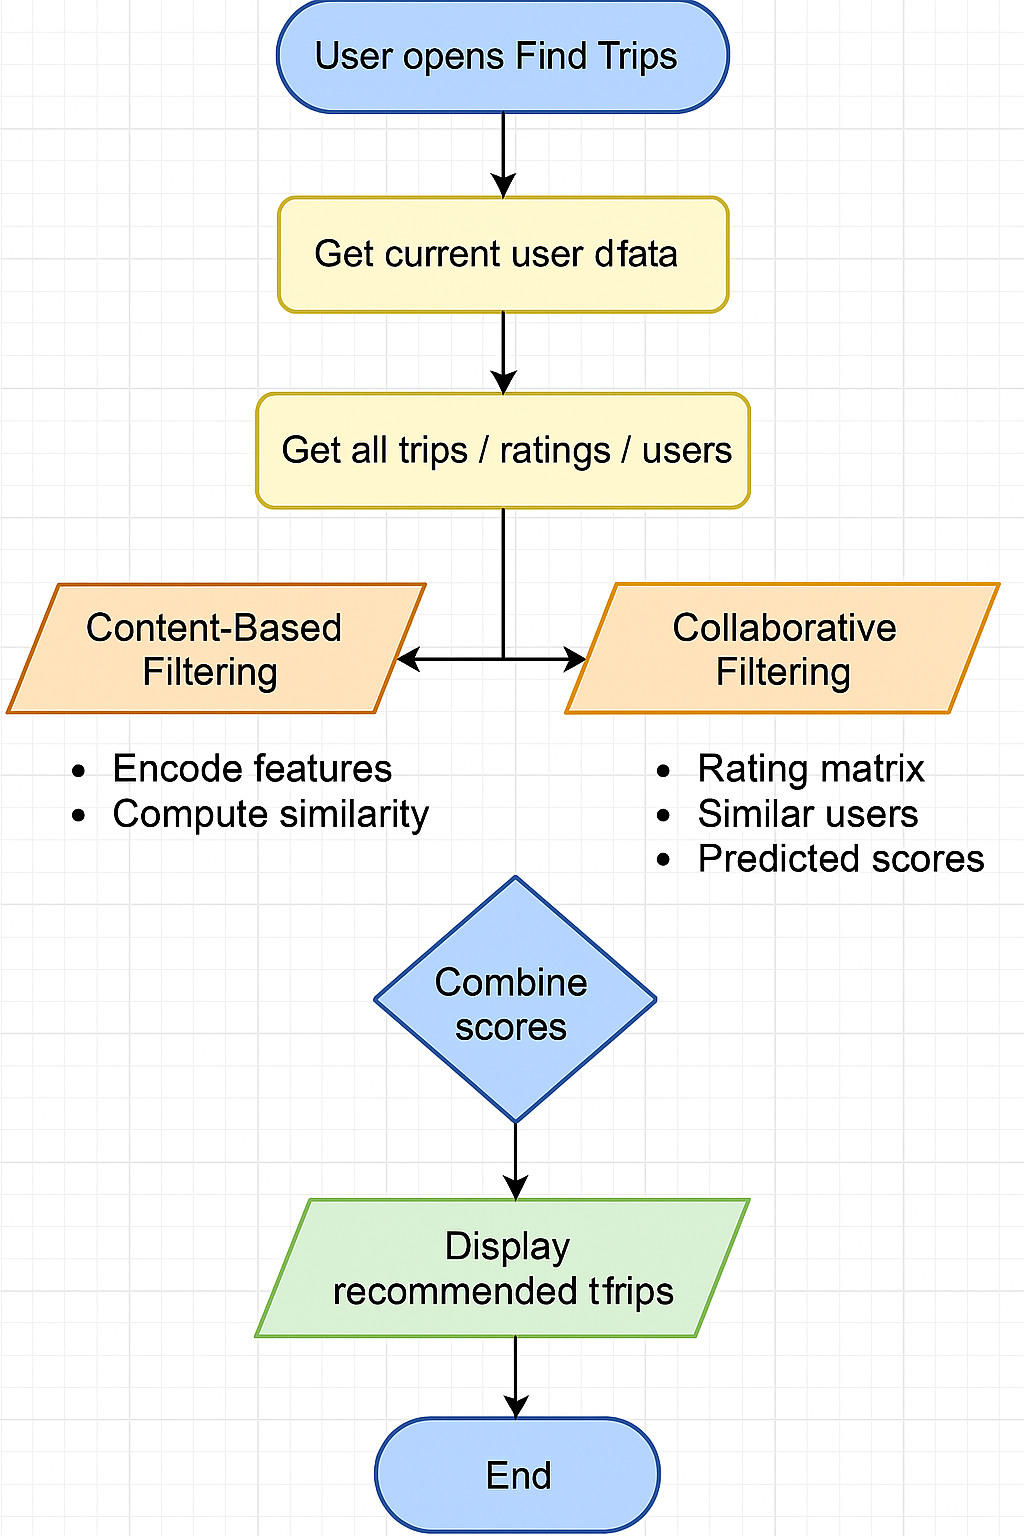 User opens Find Trips
Get current user dfata
Get all trips / ratings / users
Content-Based
Filtering
• Encode features
• Compute similarity
Collaborative
Filtering
• Rating matrix
• Similar users
• Predicted scores
Combine
scores
Display
recommended tfrips
End